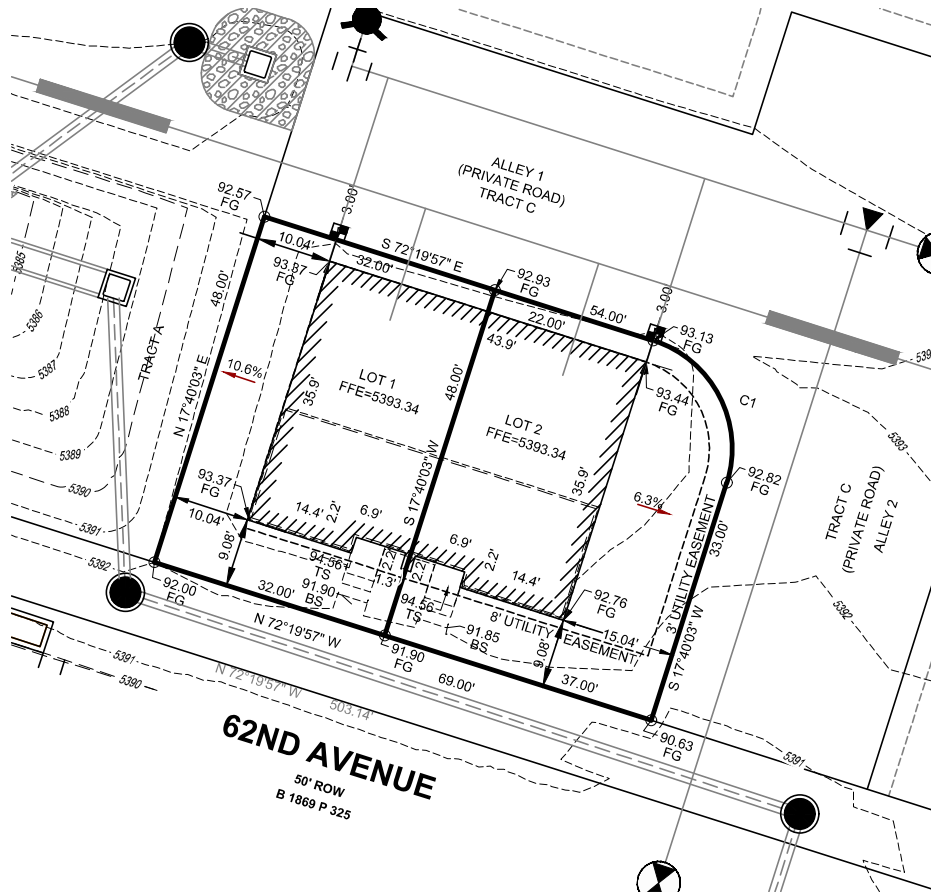 ALLEY 1
(PRIVATE ROAD)
TRACT C
92.57
FG
3.00'
10.04'
S 72°19'57" E
32.00'
93.37
FG
92.93
FG
54.00'
22.00'
3.00'
93.13
FG
43.9'
48.00'
N 17°40'03" E
TRACT A
10.6%
LOT 1
FFE=5393.34
35.9'
48.00'
S 17°40'03" W
LOT 2
FFE=5393.34
35.9'
93.44
FG
C1
92.82
FG
6.3%
3' UTILITY EASEMENT
33.00'
S 17°40'03" W
TRACT C
(PRIVATE ROAD)
ALLEY 2
5385
5386
5387
5388
5389
5390
5391
5392
5393
5392
539
93.37
FG
10.04'
9.08'
14.4'
2.2'
6.9'
6.9'
2.2'
14.4'
2.2'
2.2'
1.3'
94.56
TS
91.90
BS
TS
94.56
TS
91.85
BS
8' UTILITY EASEMENT
92.76
FG
15.04'
9.08'
92.00
FG
32.00'
N 72°19'57" W
91.90
FG
69.00'
37.00'
90.63
FG
5391
5391
5390
N 72°19'57" W
503.14'
62ND AVENUE
50' ROW
B 1869 P 325